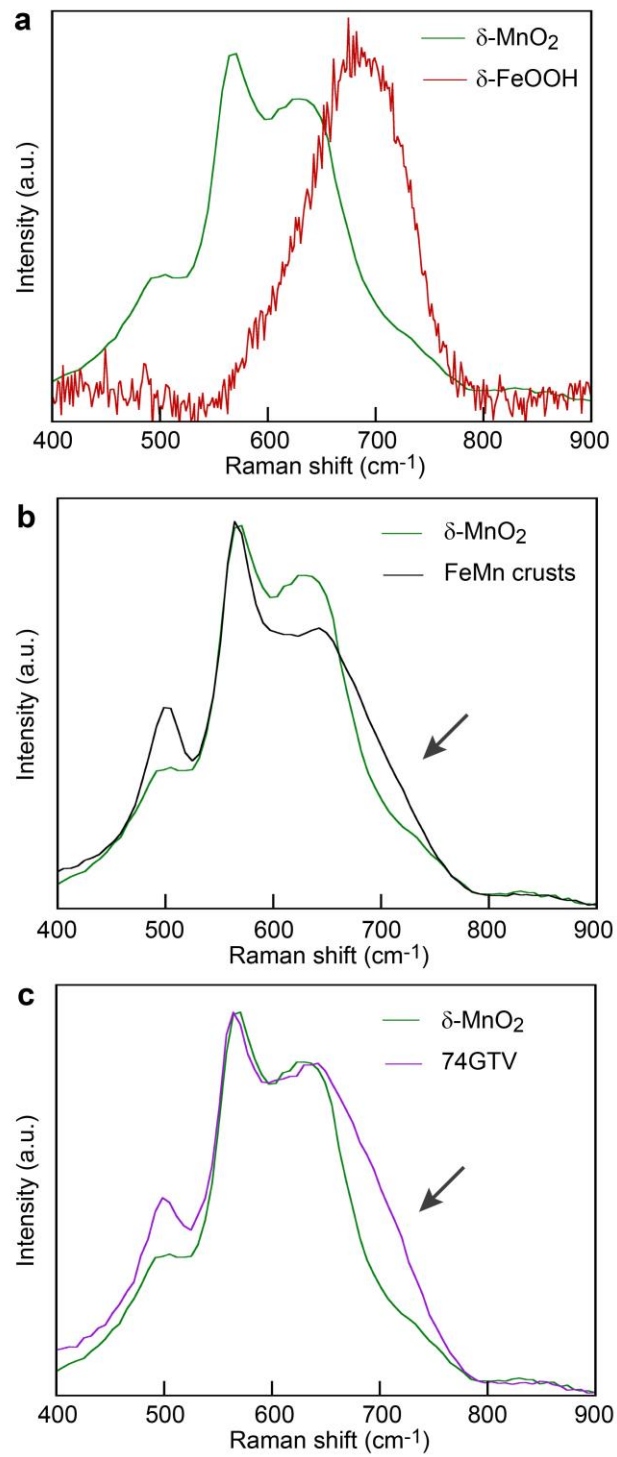 a
δ-MnO₂
δ-FeOOH
Intensity (a.u.)
400 500 600 700 800 900
Raman shift (cm⁻¹)
b
δ-MnO₂
FeMn crusts
Intensity (a.u.)
400 500 600 700 800 900
Raman shift (cm⁻¹)
c
δ-MnO₂
74GTV
Intensity (a.u.)
400 500 600 700 800 900
Raman shift (cm⁻¹)